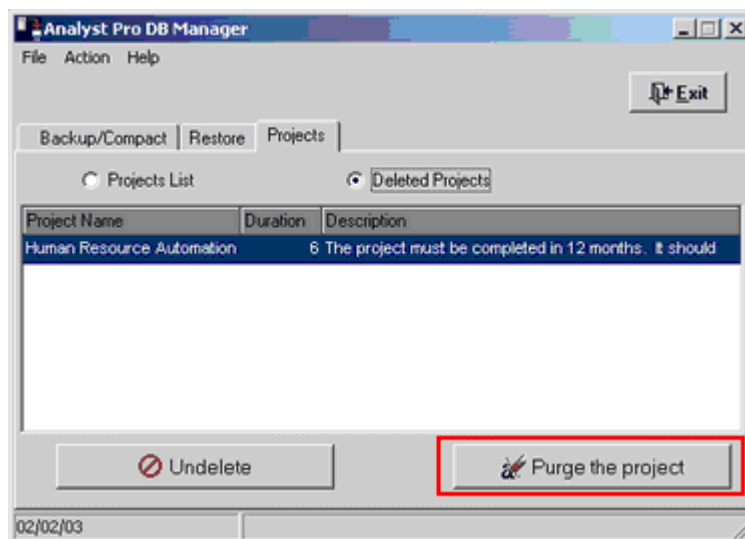 Analyst Pro DB Manager
File Action Help
Exit
Backup/Compact Restore Projects
Projects List Deleted Projects
Project Name Duration Description
Human Resource Automation 6 The project must be completed in 12 months. It should
Undelete Purge the project
02/02/03